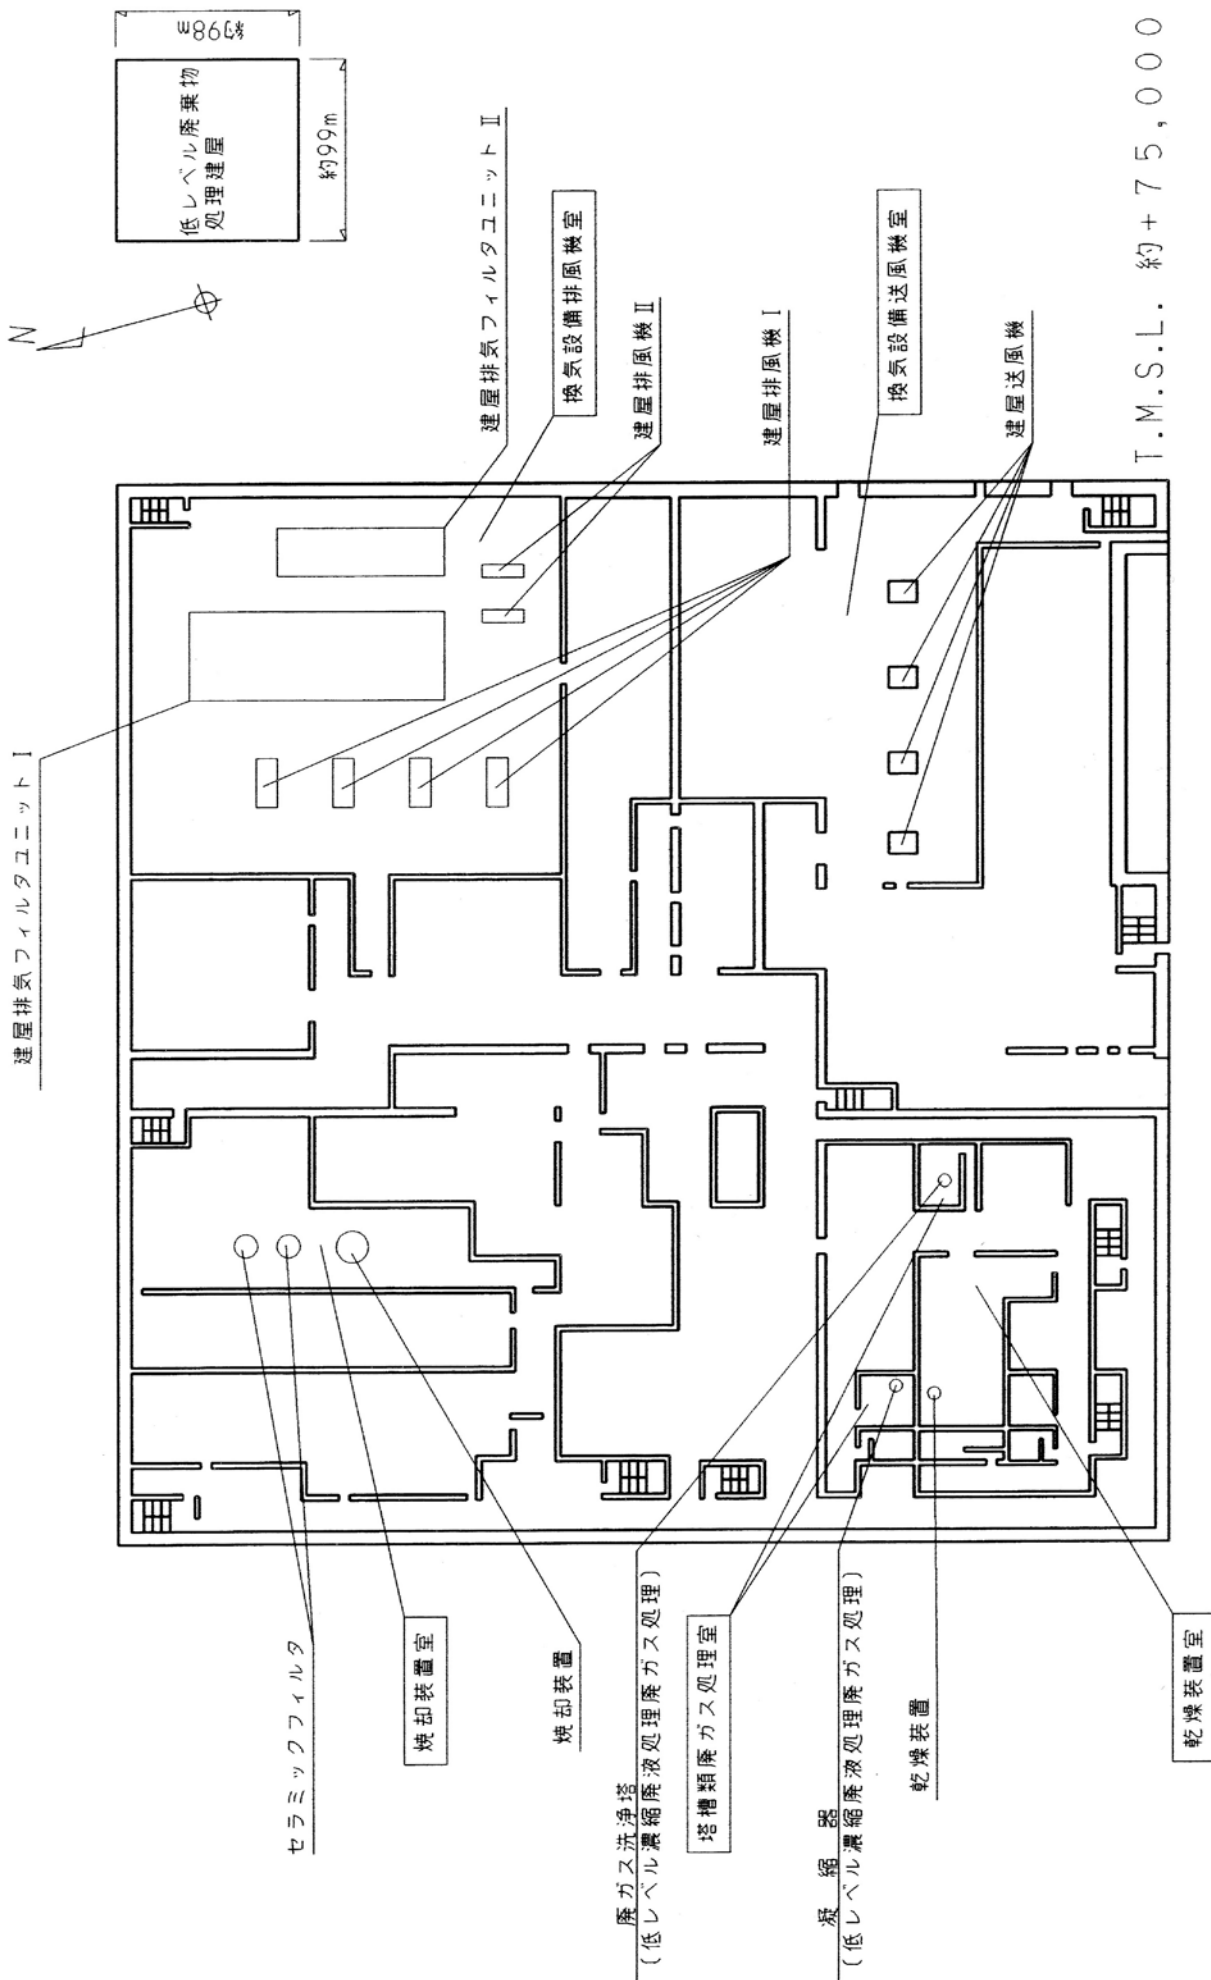 N
低レベル廃棄物
処理建屋
約98m
約99m
建屋排気フィルタユニットⅠ
建屋排気フィルタユニットⅡ
換気設備排風機室
建屋排風機Ⅱ
建屋排風機Ⅰ
換気設備送風機室
建屋送風機
セラミックフィルタ
焼却装置室
焼却装置
廃ガス洗浄塔
(低レベル濃縮廃液処理廃ガス処理)
塔槽類廃ガス処理室
凝縮器
(低レベル濃縮廃液処理廃ガス処理)
乾燥装置
乾燥装置室
T.M.S.L. 約+75,000